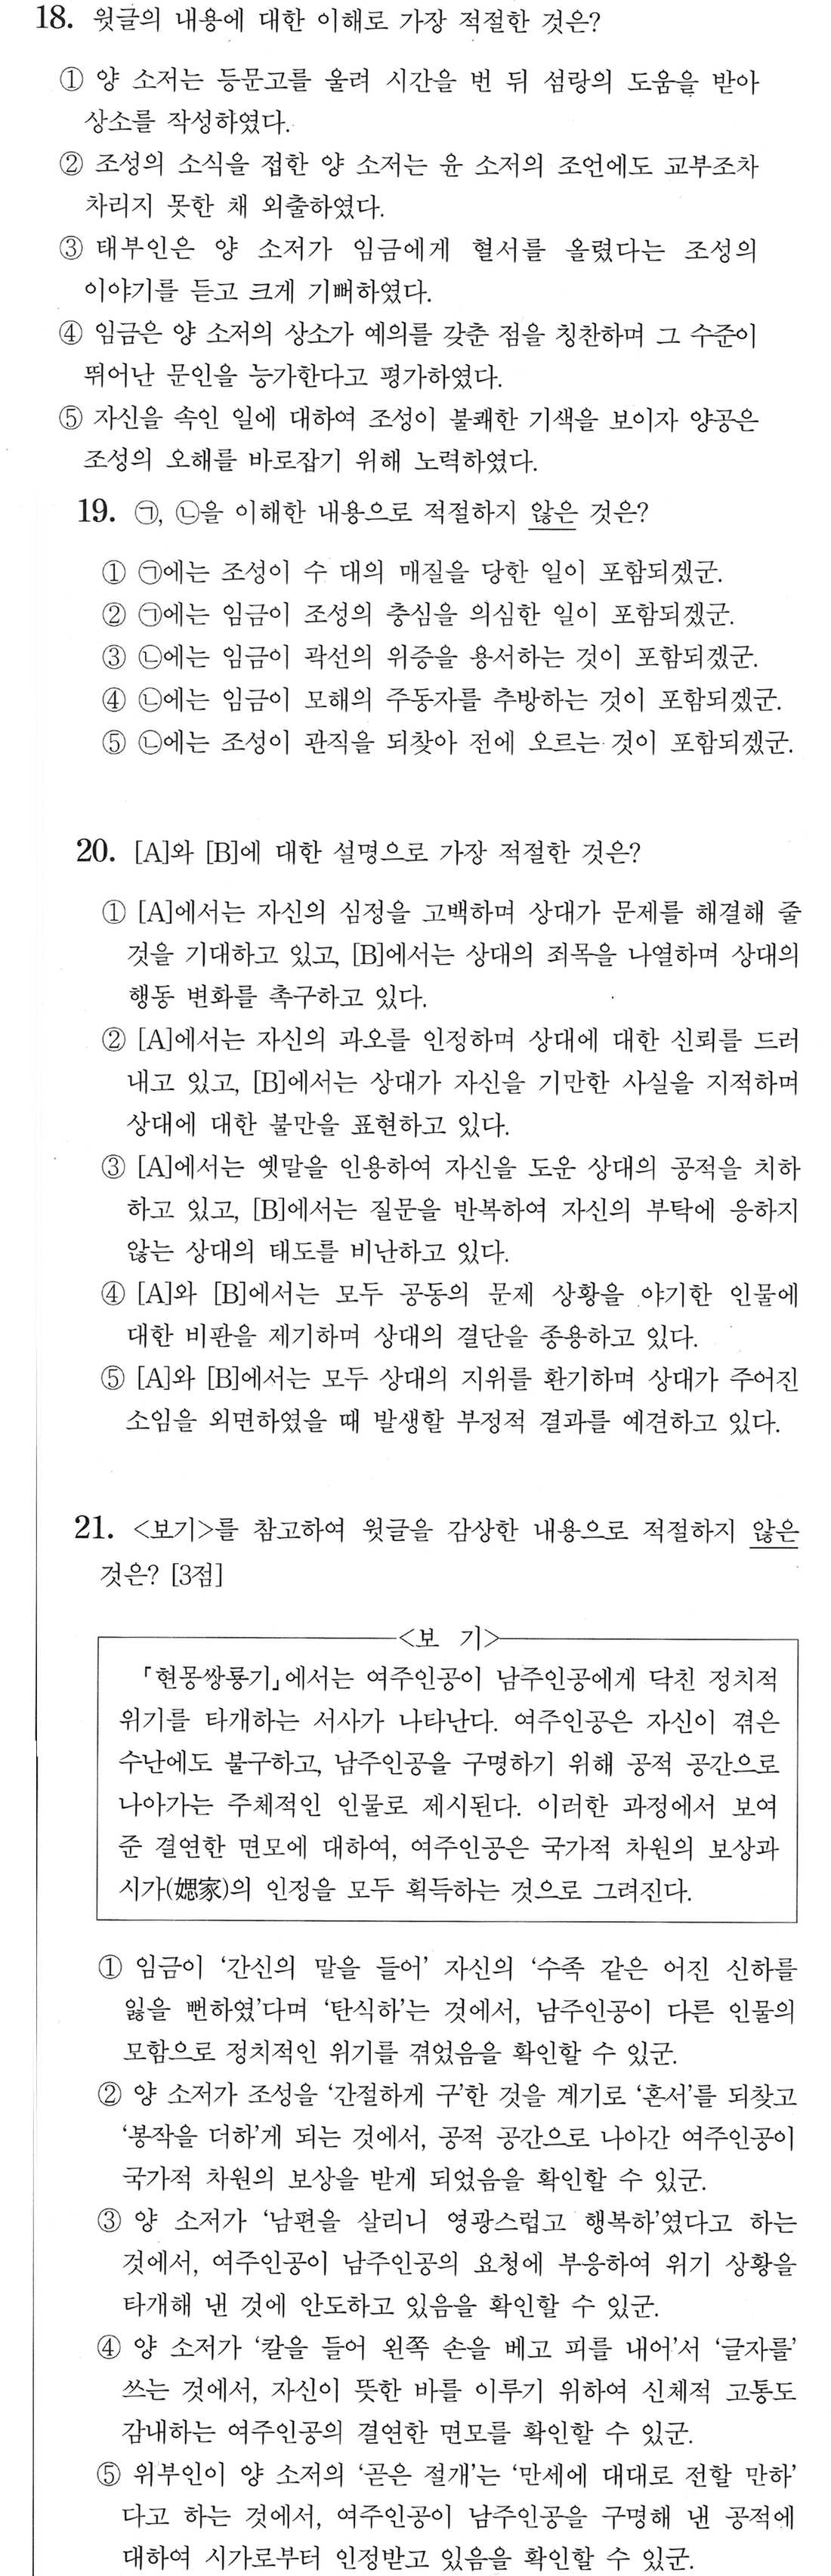 18. 윗글의 내용에 대한 이해로 가장 적절한 것은?
① 양 소저는 등문고를 울려 시간을 번 뒤 섬랑의 도움을 받아
상소를 작성하였다.
② 조성의 소식을 접한 양 소저는 윤 소저의 조언에도 교부조차
차리지 못한 채 외출하였다.
③ 태부인은 양 소저가 임금에게 혈서를 올렸다는 조성의
이야기를 듣고 크게 기뻐하였다.
④ 임금은 양 소저의 상소가 예의를 갖춘 점을 칭찬하며 그 수준이
뛰어난 문인을 능가한다고 평가하였다.
⑤ 자신을 속인 일에 대하여 조성이 불쾌한 기색을 보이자 양공은
조성의 오해를 바로잡기 위해 노력하였다.
19. ㉠, ㉡을 이해한 내용으로 적절하지 않은 것은?
① ㉠에는 조성이 수 대의 매질을 당한 일이 포함되겠군.
② ㉠에는 임금이 조성의 충심을 의심한 일이 포함되겠군.
③ ㉡에는 임금이 곽선의 위증을 용서하는 것이 포함되겠군.
④ ㉡에는 임금이 모해의 주동자를 추방하는 것이 포함되겠군.
⑤ ㉡에는 조성이 관직을 되찾아 전에 오르는 것이 포함되겠군.
20. [A]와 [B]에 대한 설명으로 가장 적절한 것은?
① [A]에서는 자신의 심정을 고백하며 상대가 문제를 해결해 줄
것을 기대하고 있고, [B]에서는 상대의 죄목을 나열하며 상대의
행동 변화를 촉구하고 있다.
② [A]에서는 자신의 과오를 인정하며 상대에 대한 신뢰를 드러
내고 있고, [B]에서는 상대가 자신을 기만한 사실을 지적하며
상대에 대한 불만을 표현하고 있다.
③ [A]에서는 옛말을 인용하여 자신을 도운 상대의 공적을 치하
하고 있고, [B]에서는 질문을 반복하여 자신의 부탁에 응하지
않는 상대의 태도를 비난하고 있다.
④ [A]와 [B]에서는 모두 공동의 문제 상황을 야기한 인물에
대한 비판을 제기하며 상대의 결단을 종용하고 있다.
⑤ [A]와 [B]에서는 모두 상대의 지위를 환기하며 상대가 주어진
소임을 외면하였을 때 발생할 부정적 결과를 예견하고 있다.
21. <보기>를 참고하여 윗글을 감상한 내용으로 적절하지 않은
것은? [3점]
<보 기>
「현몽쌍룡기」에서는 여주인공이 남주인공에게 닥친 정치적
위기를 타개하는 서사가 나타난다. 여주인공은 자신이 겪은
수난에도 불구하고, 남주인공을 구명하기 위해 공적 공간으로
나아가는 주체적인 인물로 제시된다. 이러한 과정에서 보여
준 결연한 면모에 대하여, 여주인공은 국가적 차원의 보상과
시가(媤家)의 인정을 모두 획득하는 것으로 그려진다.
① 임금이 ‘간신의 말을 들어’ 자신의 ‘수족 같은 어진 신하를
잃을 뻔하였’다며 ‘탄식하’는 것에서, 남주인공이 다른 인물의
모함으로 정치적인 위기를 겪었음을 확인할 수 있군.
② 양 소저가 조성을 ‘간절하게 구’한 것을 계기로 ‘혼서’를 되찾고
‘봉작을 더하’게 되는 것에서, 공적 공간으로 나아간 여주인공이
국가적 차원의 보상을 받게 되었음을 확인할 수 있군.
③ 양 소저가 ‘남편을 살리니 영광스럽고 행복하’였다고 하는
것에서, 여주인공이 남주인공의 요청에 부응하여 위기 상황을
타개해 낸 것에 안도하고 있음을 확인할 수 있군.
④ 양 소저가 ‘칼을 들어 왼쪽 손을 베고 피를 내어’서 ‘글자를’
쓰는 것에서, 자신이 뜻한 바를 이루기 위하여 신체적 고통도
감내하는 여주인공의 결연한 면모를 확인할 수 있군.
⑤ 위부인이 양 소저의 ‘곧은 절개’는 ‘만세에 대대로 전할 만하’
다고 하는 것에서, 여주인공이 남주인공을 구명해 낸 공적에
대하여 시가로부터 인정받고 있음을 확인할 수 있군.